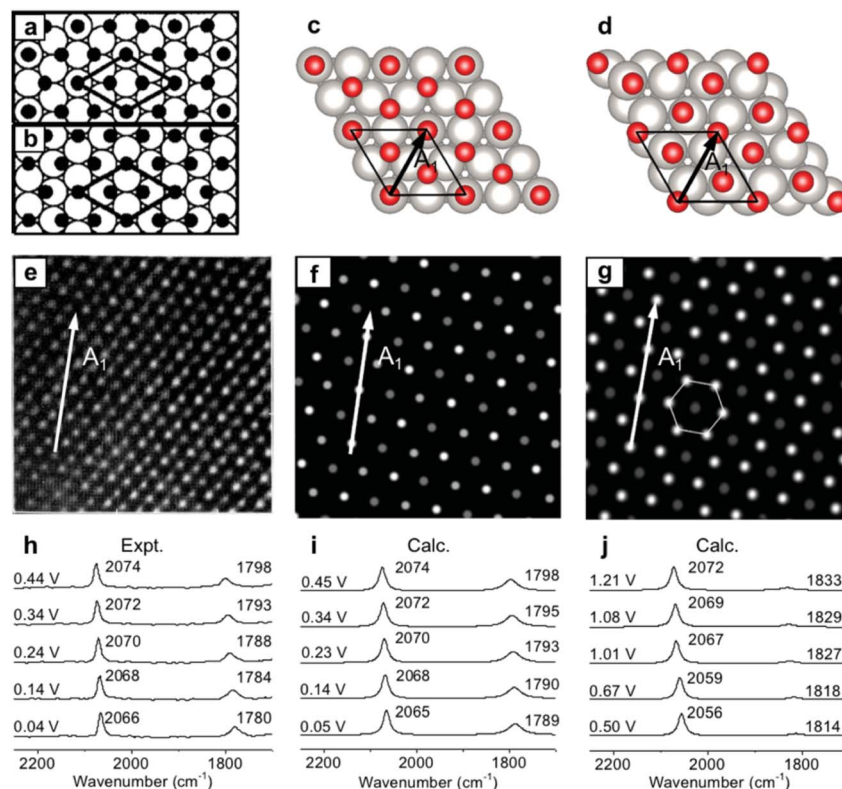 a
b
c
A1
d
A1
e
A1
f
A1
g
A1
h
Expt.
0.44 V 2074 1798
0.34 V 2072 1793
0.24 V 2070 1788
0.14 V 2068 1784
0.04 V 2066 1780
2200 2000 1800
Wavenumber (cm⁻¹)
i
Calc.
0.45 V 2074 1798
0.34 V 2072 1795
0.23 V 2070 1793
0.14 V 2068 1790
0.05 V 2065 1789
2200 2000 1800
Wavenumber (cm⁻¹)
j
Calc.
1.21 V 2072 1833
1.08 V 2069 1829
1.01 V 2067 1827
0.67 V 2059 1818
0.50 V 2056 1814
2200 2000 1800
Wavenumber (cm⁻¹)